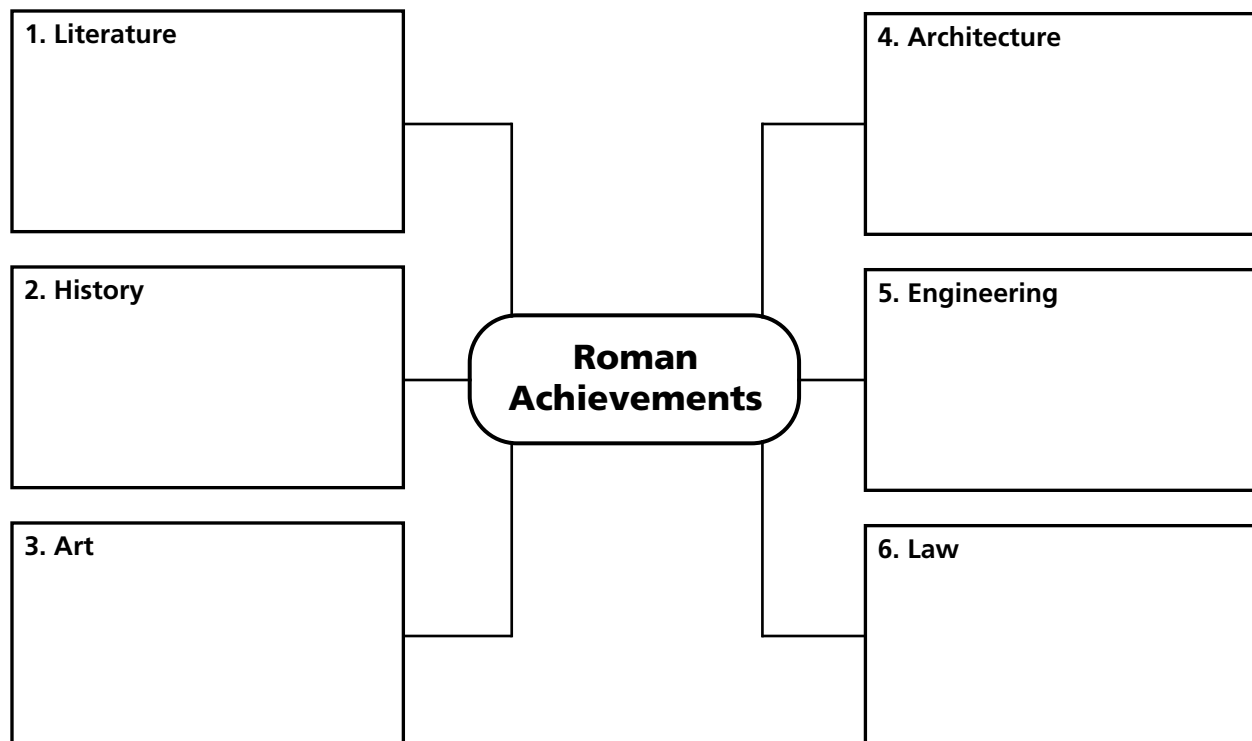 1. Literature
2. History
3. Art
Roman
Achievements
4. Architecture
5. Engineering
6. Law